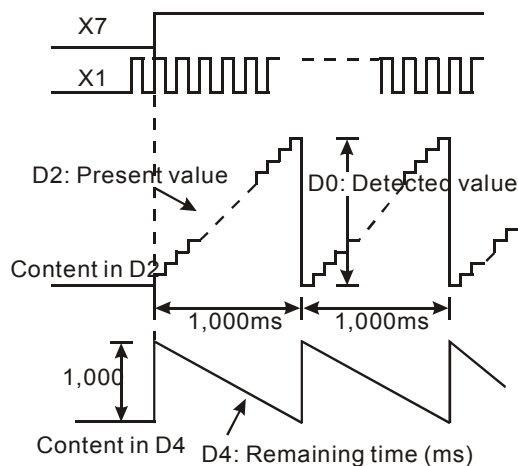 X7
X1
D2: Present value
D0: Detected value
Content in D2
1,000ms
1,000ms
1,000
Content in D4
D4: Remaining time (ms)